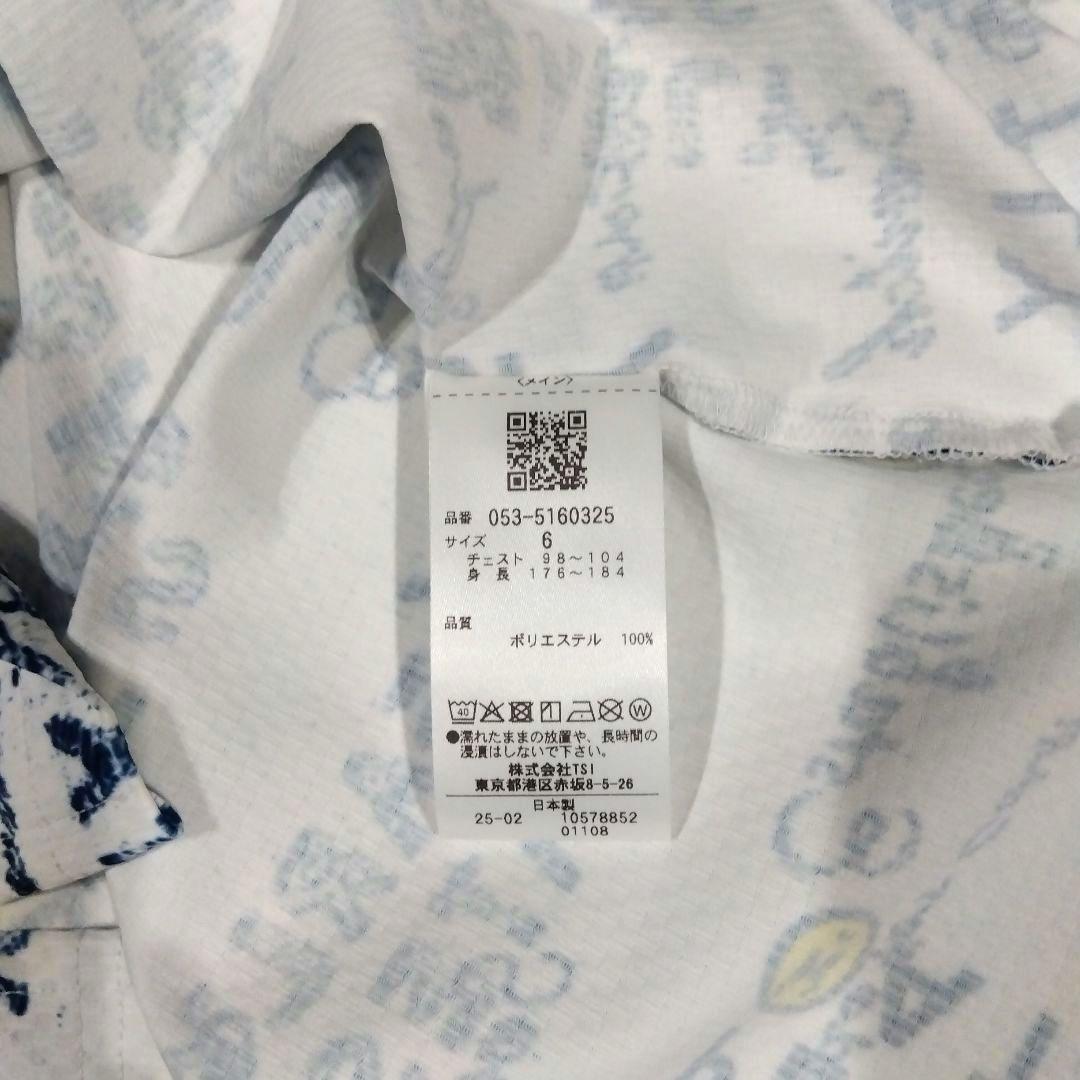 〈メイン〉
品番 053-5160325
サイズ 6
チェスト 98~104
身長 176~184
品質
ポリエステル 100%
40
W
●濡れたままの放置や、長時間の
浸漬はしないで下さい。
株式会社TSI
東京都港区赤坂8-5-26
日本製
25-02 10578852
01108